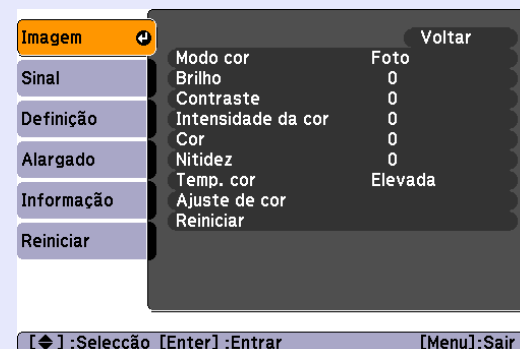 Imagem
Sinal
Definição
Alargado
Informação
Reiniciar
Voltar
Modo cor Foto
Brilho 0
Contraste 0
Intensidade da cor 0
Cor 0
Nitidez 0
Temp. cor Elevada
Ajuste de cor
Reiniciar
[◆] :Selecção [Enter] :Entrar [Menu]:Sair